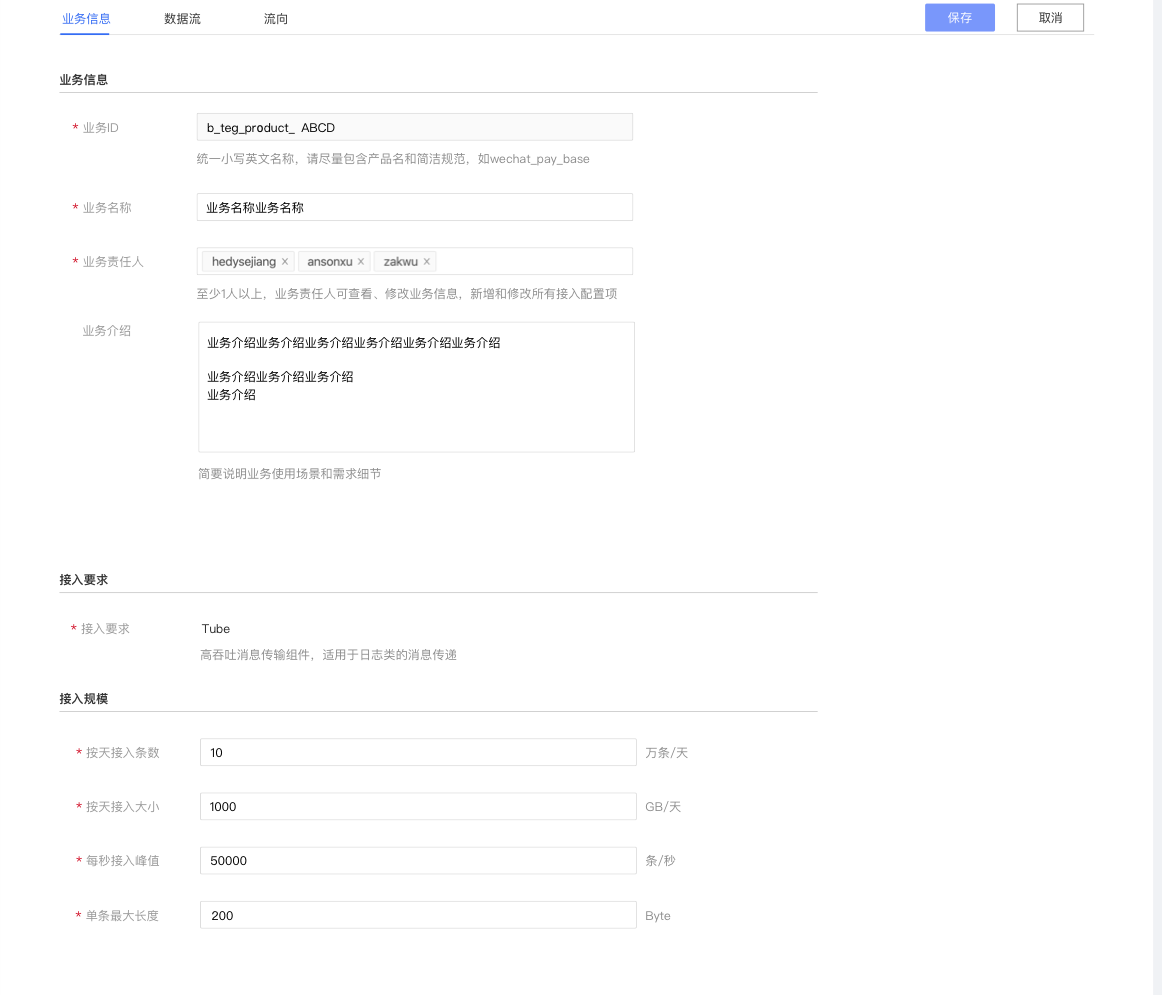 业务信息 数据流 流向 保存 取消
业务信息
* 业务ID b_teg_product_ ABCD
统一小写英文名称，请尽量包含产品名和简洁规范，如wechat_pay_base
* 业务名称 业务名称业务名称
* 业务责任人 hedysejiang × ansonxu × zakwu ×
至少1人以上，业务责任人可查看、修改业务信息，新增和修改所有接入配置项
业务介绍 业务介绍业务介绍业务介绍业务介绍业务介绍业务介绍
业务介绍业务介绍业务介绍
业务介绍
简要说明业务使用场景和需求细节
接入要求
* 接入要求 Tube
高吞吐消息传输组件，适用于日志类的消息传递
接入规模
* 按天接入条数 10 万条/天
* 按天接入大小 1000 GB/天
* 每秒接入峰值 50000 条/秒
* 单条最大长度 200 Byte